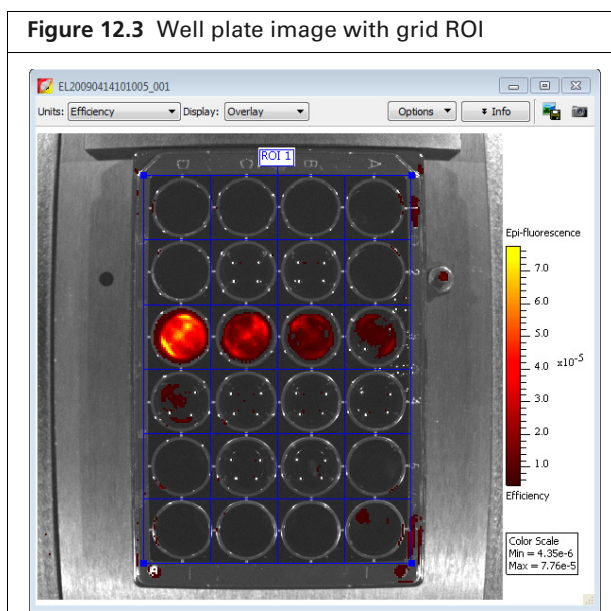 Figure 12.3 Well plate image with grid ROI
EL20090414101005_001
Units: Efficiency Display: Overlay Options Info
D C B A
ROI 1
Epi-fluorescence
7.0
6.0
5.0
4.0 x10⁻⁵
3.0
2.0
1.0
Efficiency
Color Scale
Min = 4.35e-6
Max = 7.76e-5